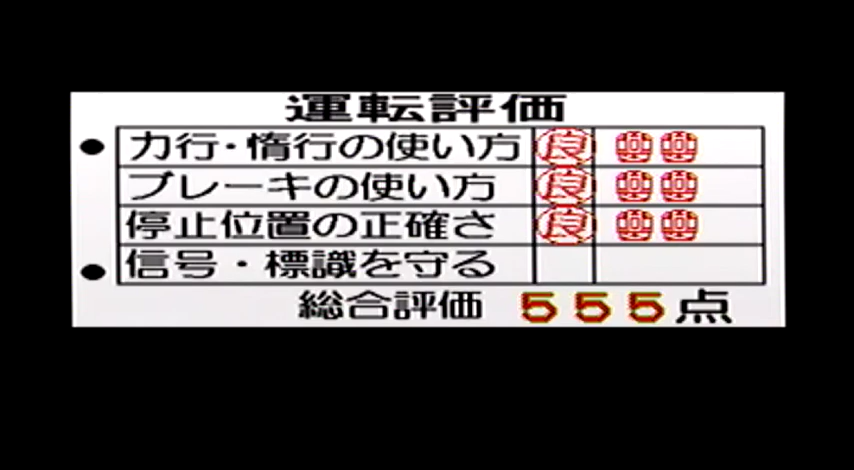 運転評価
力行・惰行の使い方 良
ブレーキの使い方 良
停止位置の正確さ 良
信号・標識を守る
総合評価 555点